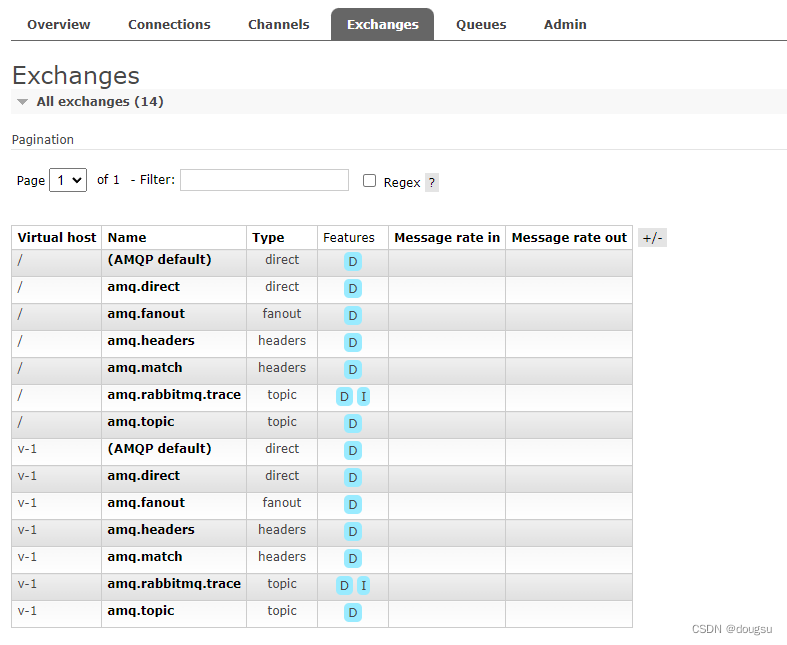 Overview Connections Channels Exchanges Queues Admin
Exchanges
All exchanges (14)
Pagination
Page 1 of 1 - Filter: Regex ?
Virtual host Name Type Features Message rate in Message rate out +/-
/ (AMQP default) direct D
/ amq.direct direct D
/ amq.fanout fanout D
/ amq.headers headers D
/ amq.match headers D
/ amq.rabbitmq.trace topic D I
/ amq.topic topic D
v-1 (AMQP default) direct D
v-1 amq.direct direct D
v-1 amq.fanout fanout D
v-1 amq.headers headers D
v-1 amq.match headers D
v-1 amq.rabbitmq.trace topic D I
v-1 amq.topic topic D
CSDN @dougsu